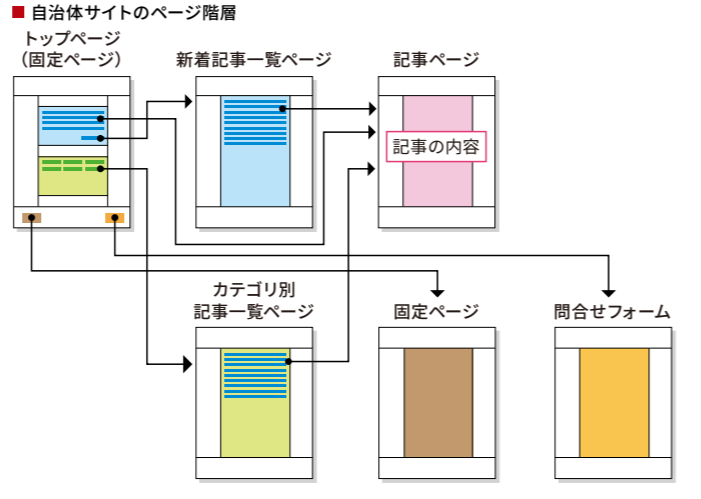 ■ 自治体サイトのページ階層
トップページ
（固定ページ）
新着記事一覧ページ
記事ページ
記事の内容
カテゴリ別
記事一覧ページ
固定ページ
問合せフォーム